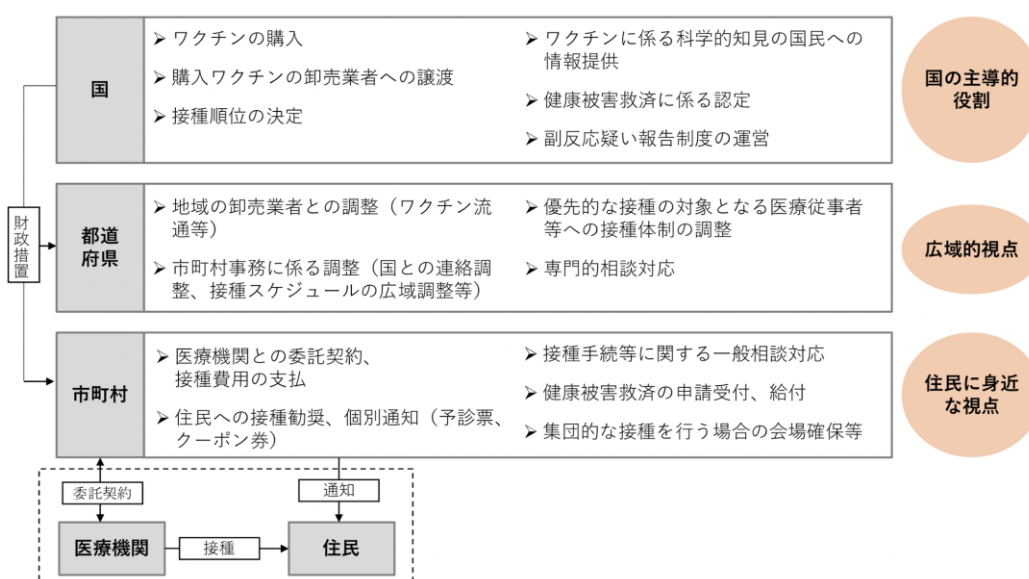 国
➤ ワクチンの購入
➤ 購入ワクチンの卸売業者への譲渡
➤ 接種順位の決定
➤ ワクチンに係る科学的知見の国民への
情報提供
➤ 健康被害救済に係る認定
➤ 副反応疑い報告制度の運営
国の主導的
役割
財政措置
都道
府県
➤ 地域の卸売業者との調整（ワクチン流
通等）
➤ 市町村事務に係る調整（国との連絡調
整、接種スケジュールの広域調整等）
➤ 優先的な接種の対象となる医療従事者
等への接種体制の調整
➤ 専門的相談対応
広域的視点
市町村
➤ 医療機関との委託契約、
接種費用の支払
➤ 住民への接種勧奨、個別通知（予診票、
クーポン券）
➤ 接種手続等に関する一般相談対応
➤ 健康被害救済の申請受付、給付
➤ 集団的な接種を行う場合の会場確保等
住民に身近
な視点
委託契約
通知
医療機関
接種
住民